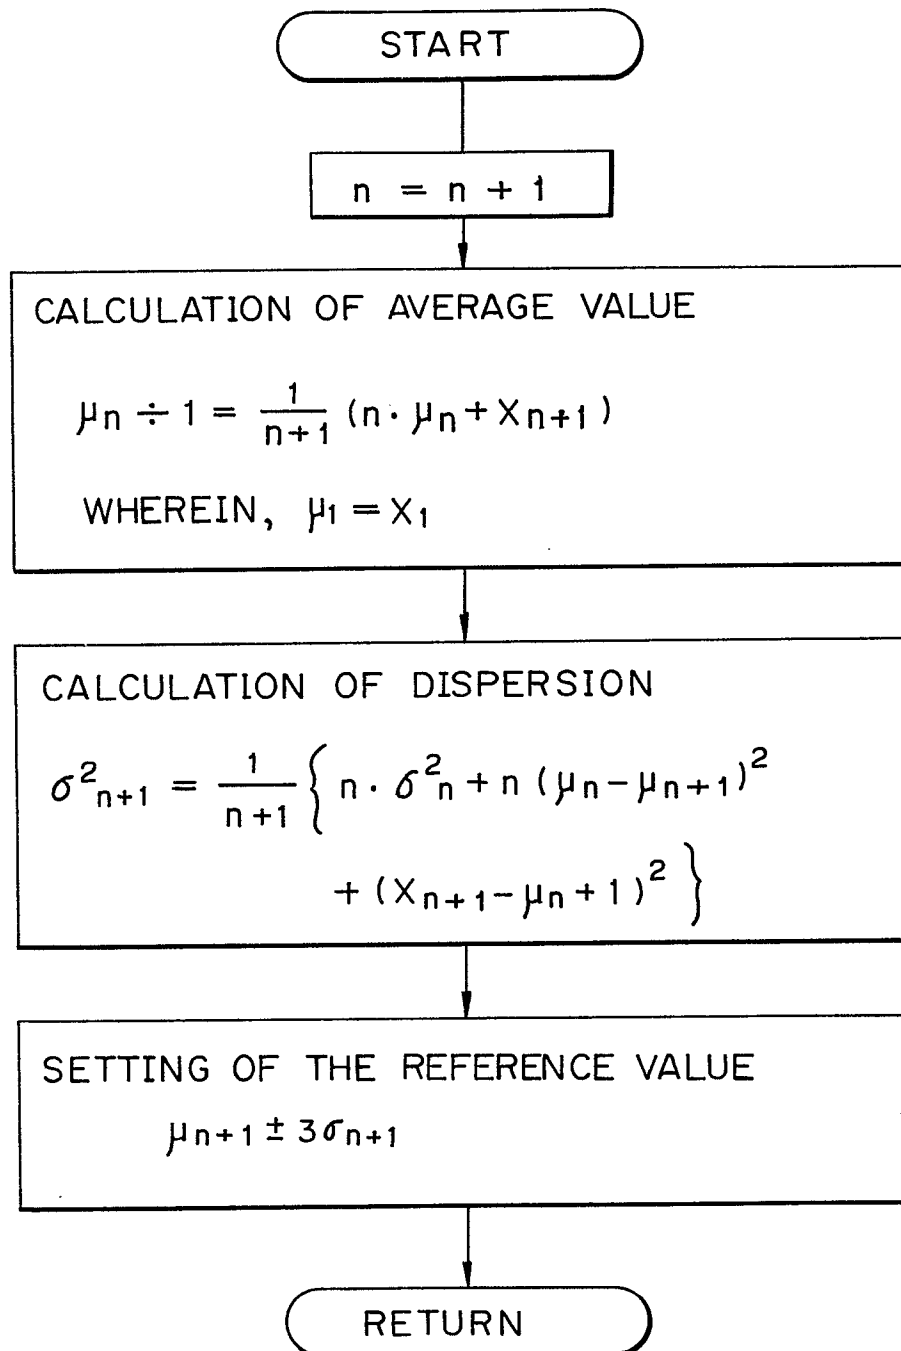 START
n = n + 1
CALCULATION OF AVERAGE VALUE
μn ÷ 1 = 1/n+1 (n · μn + Xn+1)
WHEREIN, μ1 = X1
CALCULATION OF DISPERSION
σ²n+1 = 1/n+1 { n · σ²n + n (μn − μn+1)²
+ (Xn+1 − μn + 1)² }
SETTING OF THE REFERENCE VALUE
μn+1 ± 3σn+1
RETURN